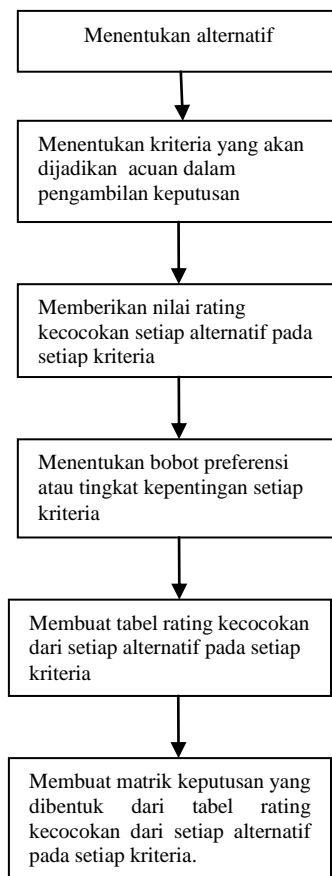 Menentukan alternatif
Menentukan kriteria yang akan
dijadikan acuan dalam
pengambilan keputusan
Memberikan nilai rating
kecocokan setiap alternatif pada
setiap kriteria
Menentukan bobot preferensi
atau tingkat kepentingan setiap
kriteria
Membuat tabel rating kecocokan
dari setiap alternatif pada setiap
kriteria
Membuat matrik keputusan yang
dibentuk dari tabel rating
kecocokan dari setiap alternatif
pada setiap kriteria.